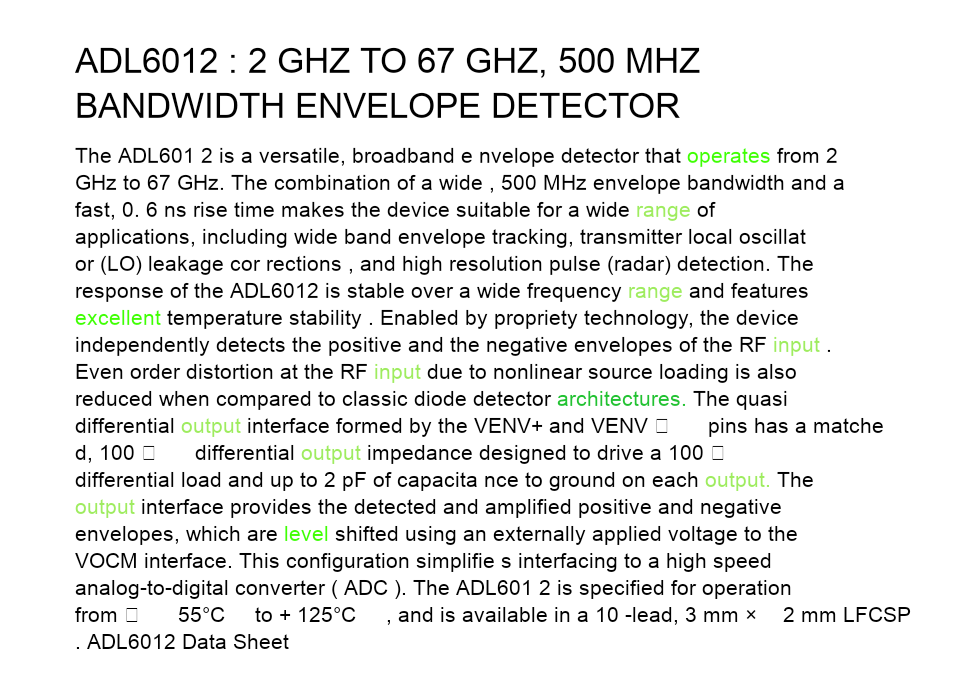 ADL6012 : 2 GHZ TO 67 GHZ, 500 MHZ
BANDWIDTH ENVELOPE DETECTOR
The ADL601 2 is a versatile, broadband e nvelope detector that operates from 2
GHz to 67 GHz. The combination of a wide , 500 MHz envelope bandwidth and a
fast, 0. 6 ns rise time makes the device suitable for a wide range of
applications, including wide band envelope tracking, transmitter local oscillat
or (LO) leakage cor rections , and high resolution pulse (radar) detection. The
response of the ADL6012 is stable over a wide frequency range and features
excellent temperature stability . Enabled by propriety technology, the device
independently detects the positive and the negative envelopes of the RF input .
Even order distortion at the RF input due to nonlinear source loading is also
reduced when compared to classic diode detector architectures. The quasi
differential output interface formed by the VENV+ and VENV □ pins has a matche
d, 100 □ differential output impedance designed to drive a 100 □
differential load and up to 2 pF of capacita nce to ground on each output. The
output interface provides the detected and amplified positive and negative
envelopes, which are level shifted using an externally applied voltage to the
VOCM interface. This configuration simplifie s interfacing to a high speed
analog-to-digital converter ( ADC ). The ADL601 2 is specified for operation
from □ 55°C to + 125°C , and is available in a 10 -lead, 3 mm × 2 mm LFCSP
. ADL6012 Data Sheet